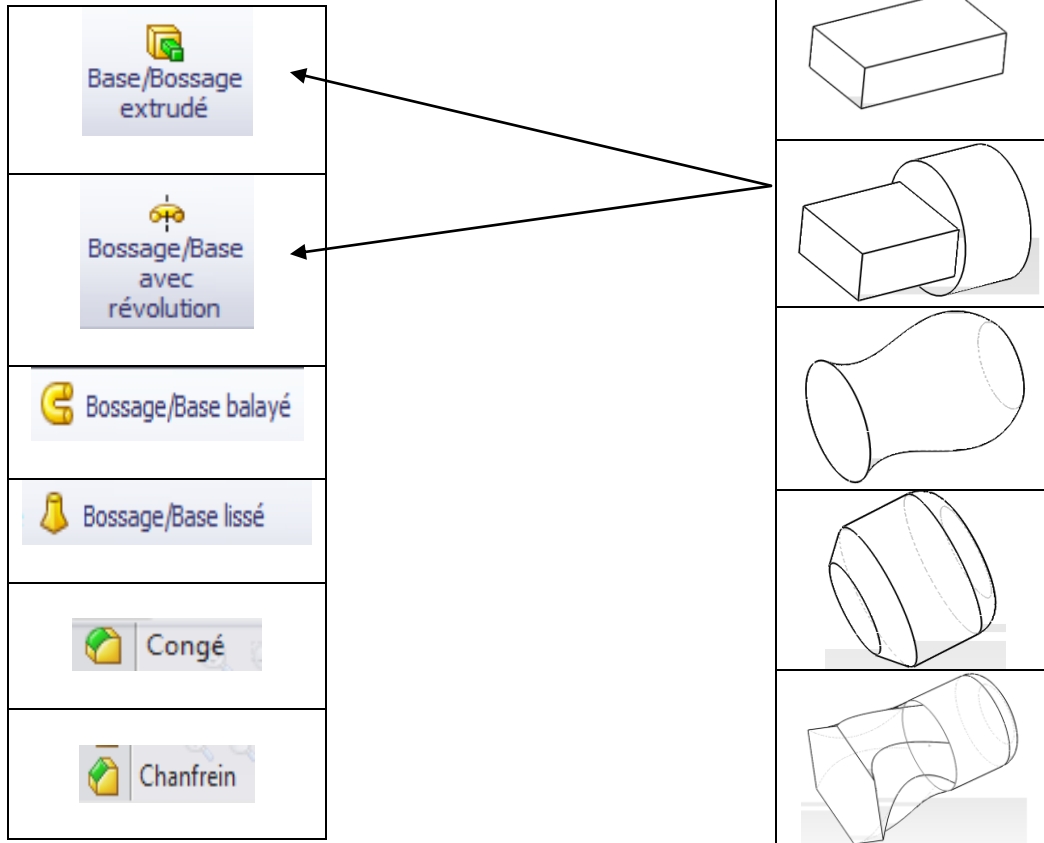 Base/Bossage
extrudé
Bossage/Base
avec
révolution
Bossage/Base balayé
Bossage/Base lissé
Congé
Chanfrein